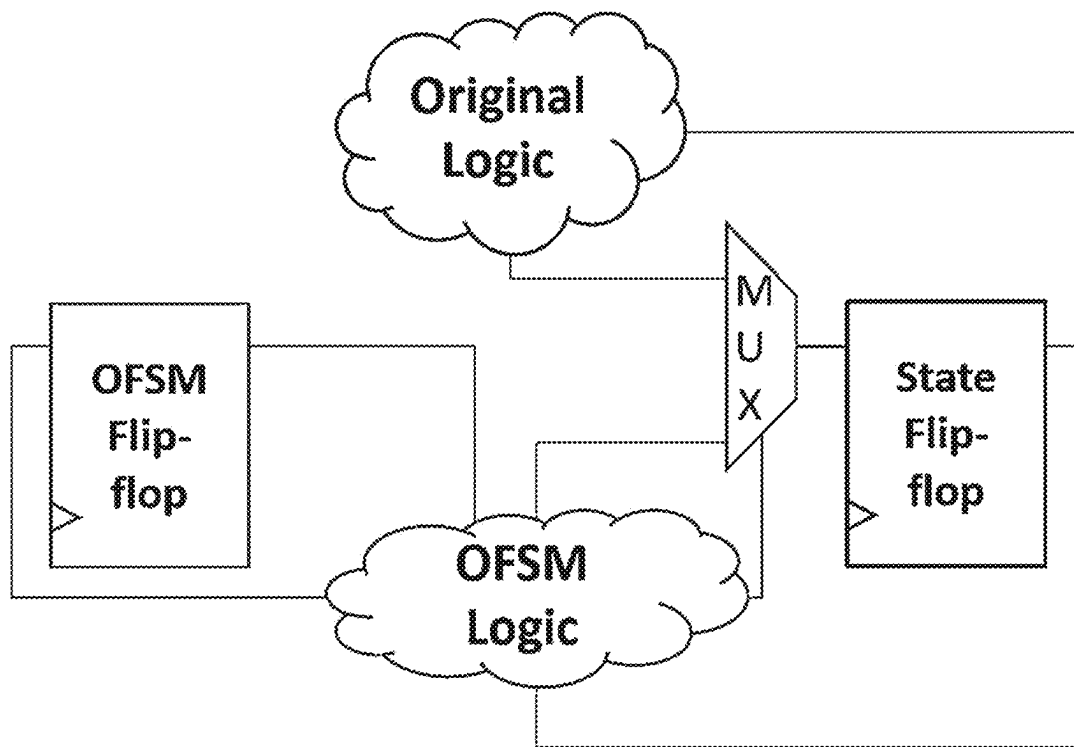 Original
Logic
M
U
X
OFSM
Flip-
flop
State
Flip-
flop
OFSM
Logic